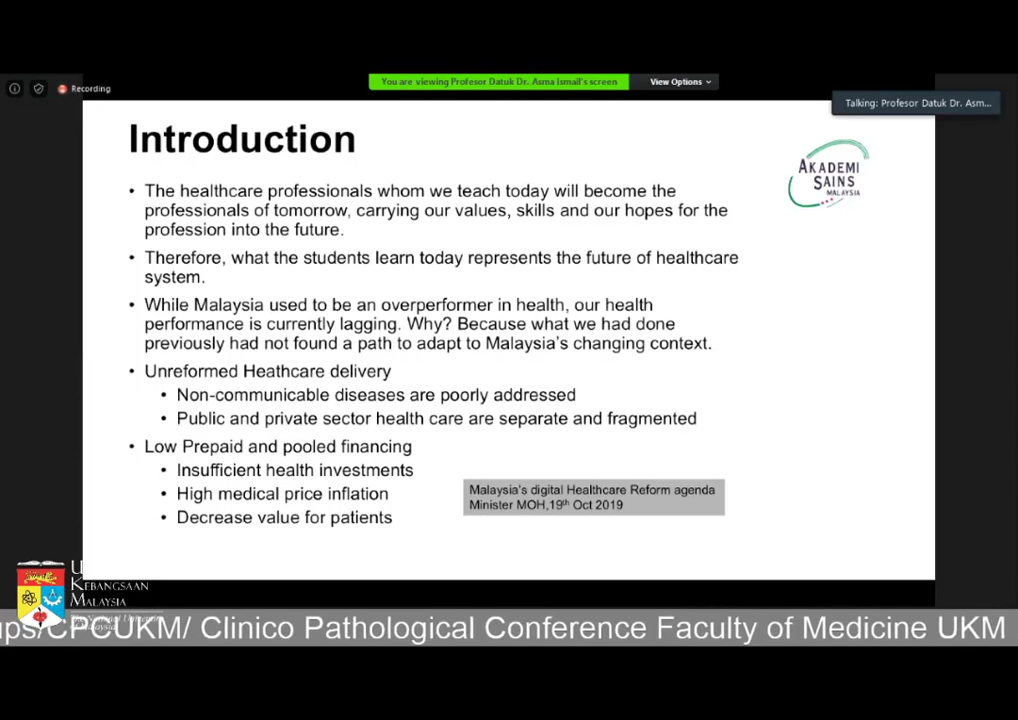 You are viewing Profesor Datuk Dr. Asma Ismail's screen
View Options
Recording
Talking: Profesor Datuk Dr. Asm...
Introduction
AKADEMI
SAINS
MALAYSIA
• The healthcare professionals whom we teach today will become the
professionals of tomorrow, carrying our values, skills and our hopes for the
profession into the future.
• Therefore, what the students learn today represents the future of healthcare
system.
• While Malaysia used to be an overperformer in health, our health
performance is currently lagging. Why? Because what we had done
previously had not found a path to adapt to Malaysia's changing context.
• Unreformed Heathcare delivery
• Non-communicable diseases are poorly addressed
• Public and private sector health care are separate and fragmented
• Low Prepaid and pooled financing
• Insufficient health investments
• High medical price inflation
• Decrease value for patients
Malaysia's digital Healthcare Reform agenda
Minister MOH,19th Oct 2019
KEBANGSAAN
MALAYSIA
ups/CPCUKM/ Clinico Pathological Conference Faculty of Medicine UKM